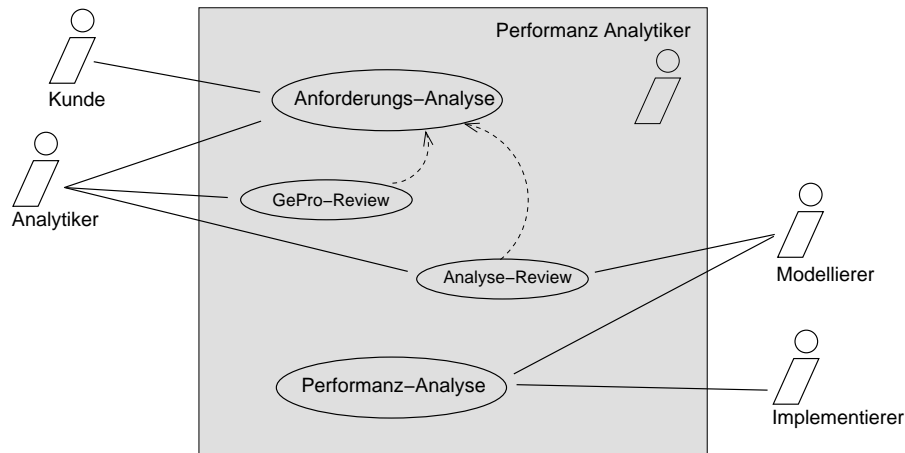 Performanz Analytiker
Kunde
Anforderungs−Analyse
Analytiker
GePro−Review
Analyse−Review
Modellierer
Performanz−Analyse
Implementierer